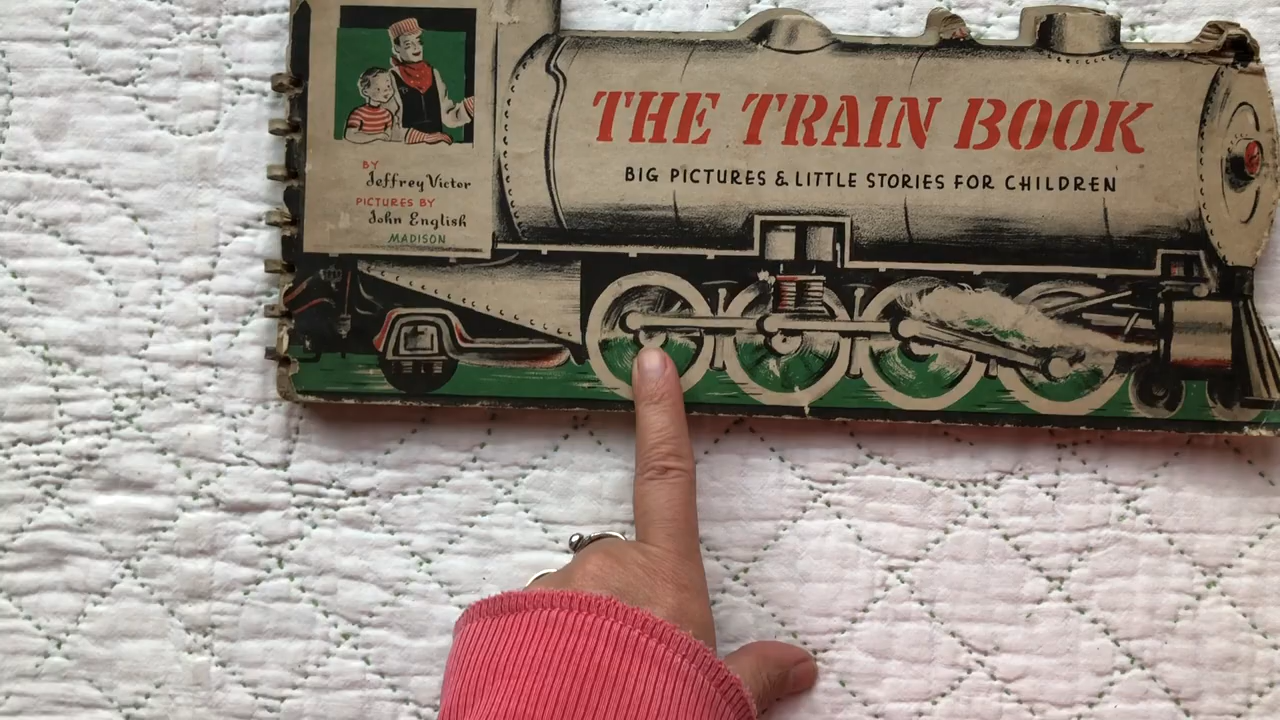 THE TRAIN BOOK
BIG PICTURES & LITTLE STORIES FOR CHILDREN
BY
Jeffrey Victor
PICTURES BY
John English
MADISON